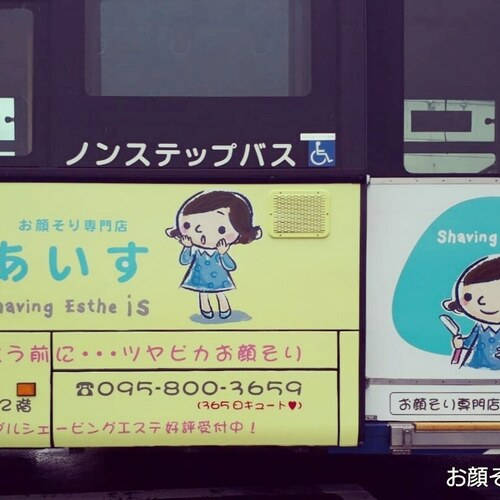 ノンステップバス
お顔そり専門店
あいす
having Esthe is
う前に・・・ツヤピカお顔そり
☎095-800-3659
(365日キュート♥)
2階
ブルシェービングエステ好評受付中！
Shaving
お顔そり専門店
お顔そ